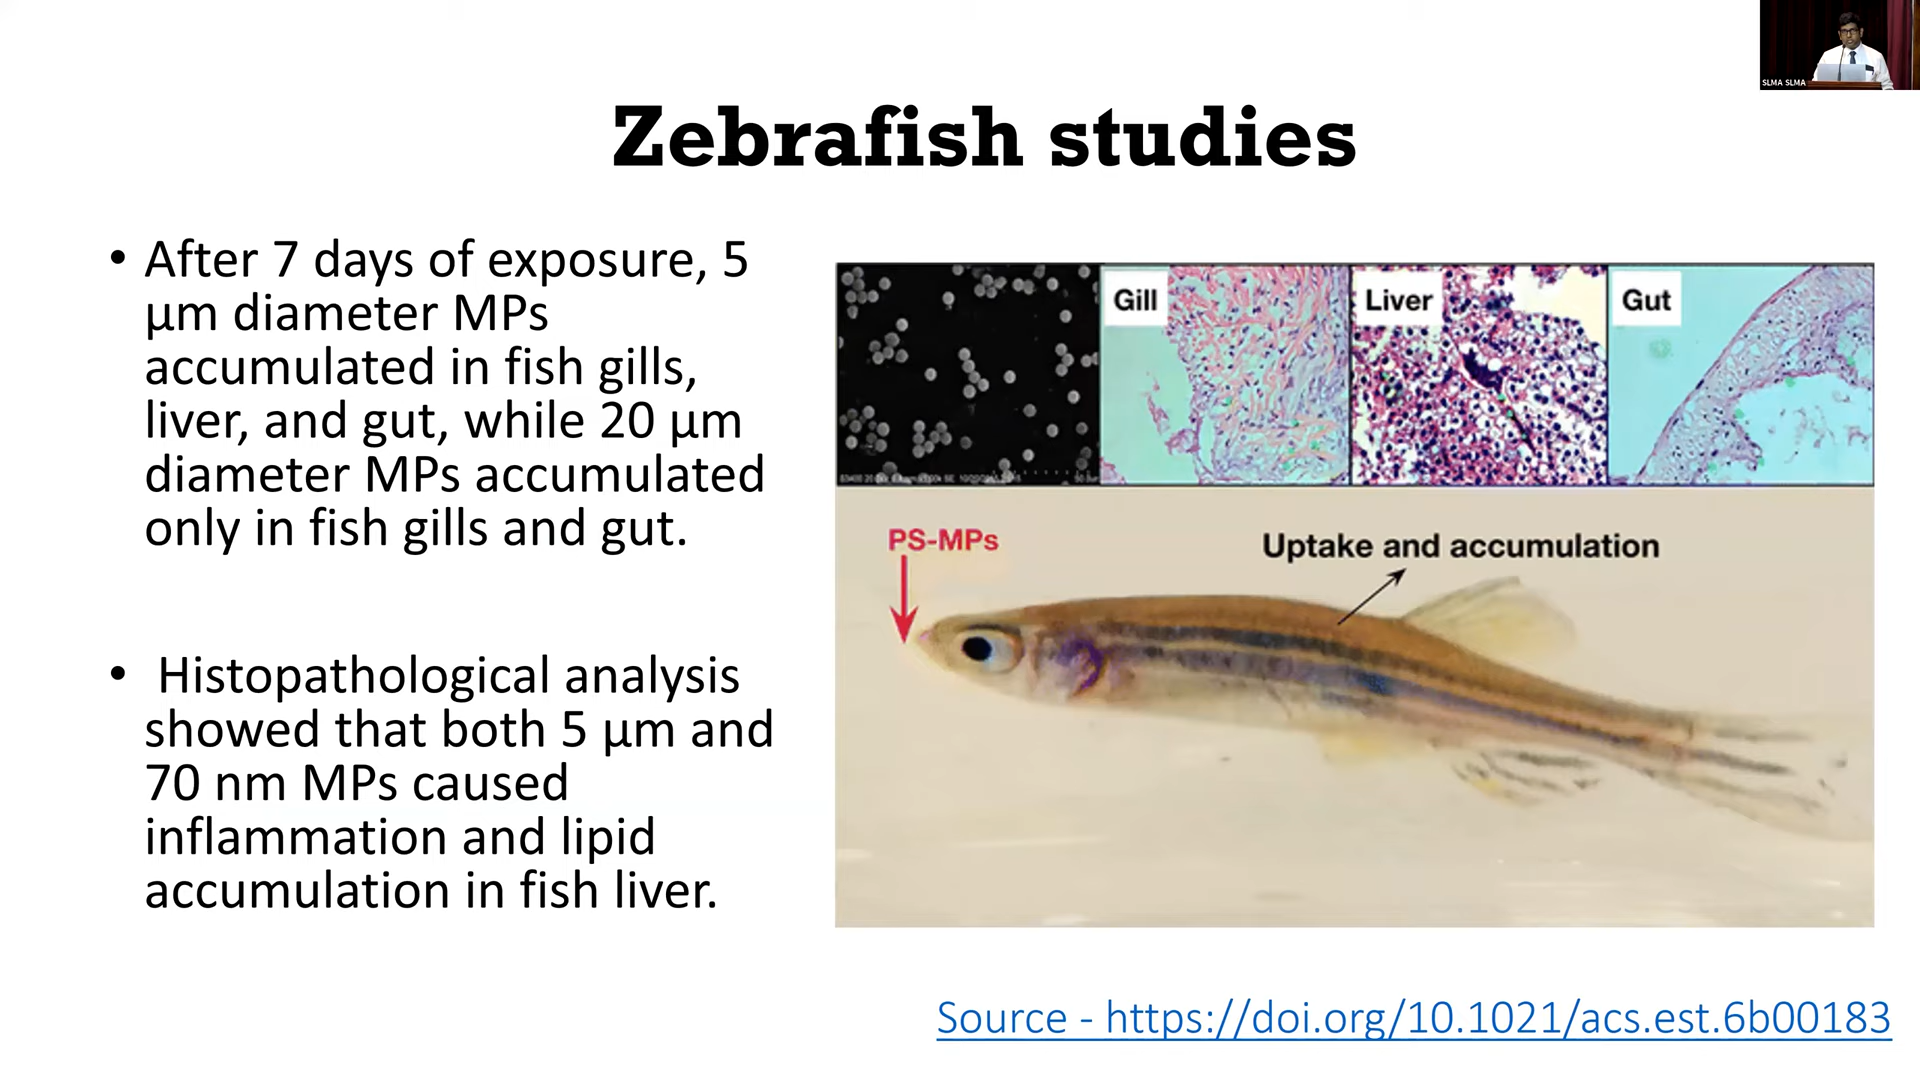 SLMA SLMA
Zebrafish studies
• After 7 days of exposure, 5
µm diameter MPs
accumulated in fish gills,
liver, and gut, while 20 µm
diameter MPs accumulated
only in fish gills and gut.
• Histopathological analysis
showed that both 5 µm and
70 nm MPs caused
inflammation and lipid
accumulation in fish liver.
Gill
Liver
Gut
PS-MPs
Uptake and accumulation
Source - https://doi.org/10.1021/acs.est.6b00183